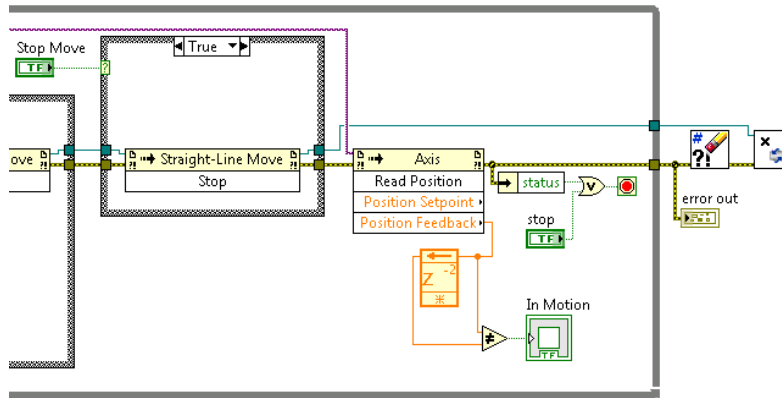 Stop Move
TF
True
?
ove
?!
Straight-Line Move
?!
Stop
?!
Axis
?!
Read Position
Position Setpoint
Position Feedback
status
V
stop
TF
Z -2
≠
In Motion
TF
#
?!
x
error out